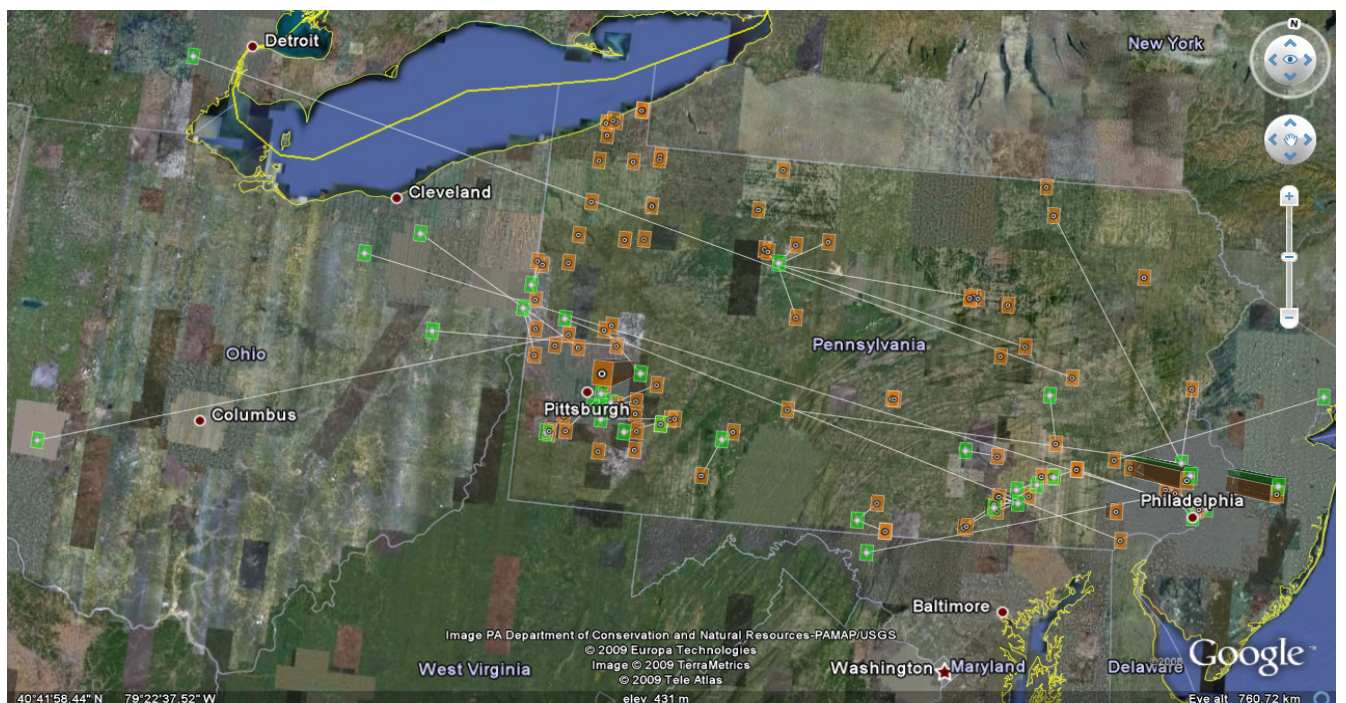 N
Detroit
New York
Cleveland
Pennsylvania
Ohio
Columbus
Pittsburgh
Philadelphia
Baltimore
Image PA Department of Conservation and Natural Resources-PAMAP/USGS
© 2009 Europa Technologies
Image © 2009 TerraMetrics
© 2009 Tele Atlas
West Virginia
Washington
Maryland
Delaware
Google™
40°41'58.44" N 79°22'37.52" W
elev 431 m
Eye alt 760.72 km